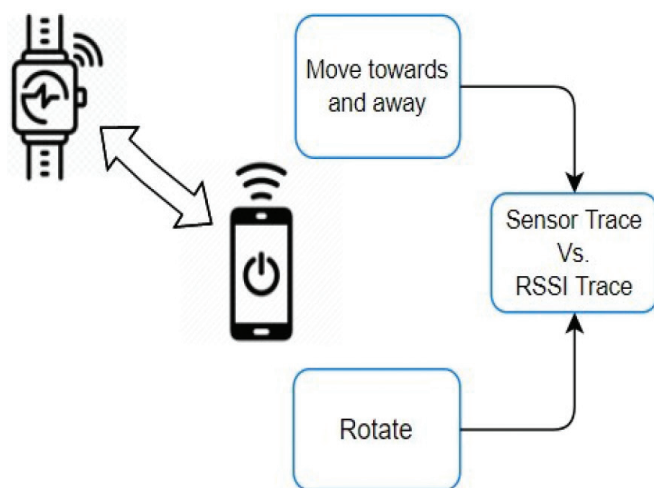 Move towards
and away
Sensor Trace
Vs.
RSSI Trace
Rotate